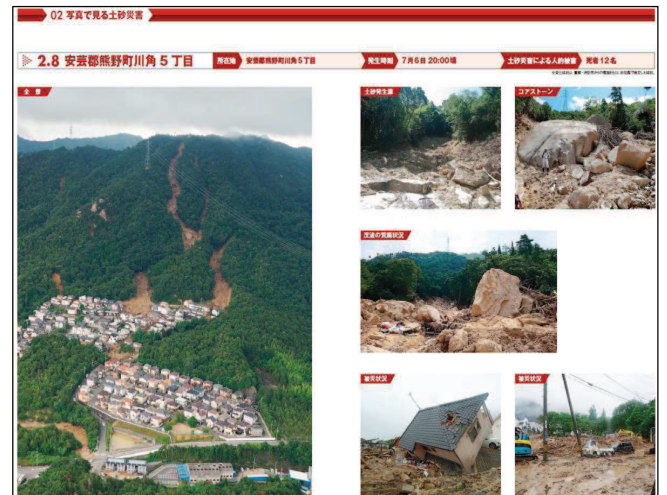 02 写真で見る土砂災害
2.8 安芸郡熊野町川角 5 丁目
所在地 安芸郡熊野町川角5丁目
発生時刻 7月6日 20:00頃
土砂災害による人的被害 死者12名
全景
土砂発生源
コアストーン
渓流の荒廃状況
被災状況
被災状況